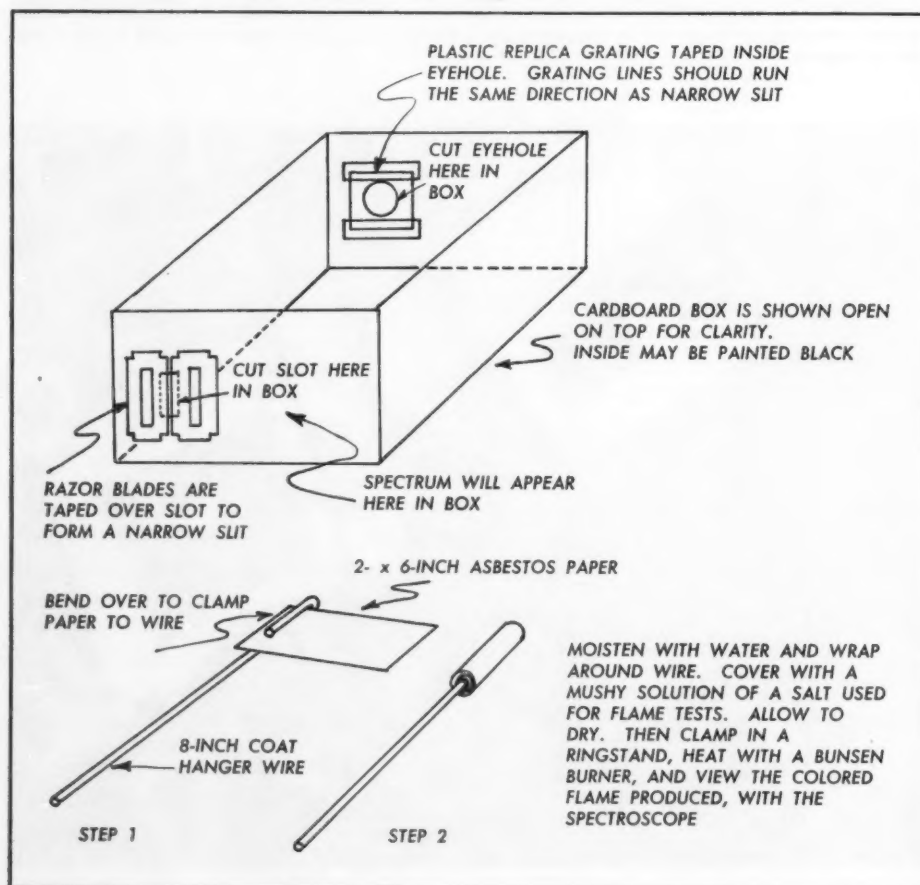 PLASTIC REPLICA GRATING TAPED INSIDE
EYEHOLE. GRATING LINES SHOULD RUN
THE SAME DIRECTION AS NARROW SLIT
CUT EYEHOLE
HERE IN
BOX
CARDBOARD BOX IS SHOWN OPEN
ON TOP FOR CLARITY.
INSIDE MAY BE PAINTED BLACK
CUT SLOT HERE
IN BOX
SPECTRUM WILL APPEAR
HERE IN BOX
RAZOR BLADES ARE
TAPED OVER SLOT TO
FORM A NARROW SLIT
2- x 6-INCH ASBESTOS PAPER
BEND OVER TO CLAMP
PAPER TO WIRE
8-INCH COAT
HANGER WIRE
STEP 1
STEP 2
MOISTEN WITH WATER AND WRAP
AROUND WIRE. COVER WITH A
MUSHY SOLUTION OF A SALT USED
FOR FLAME TESTS. ALLOW TO
DRY. THEN CLAMP IN A
RINGSTAND, HEAT WITH A BUNSEN
BURNER, AND VIEW THE COLORED
FLAME PRODUCED, WITH THE
SPECTROSCOPE